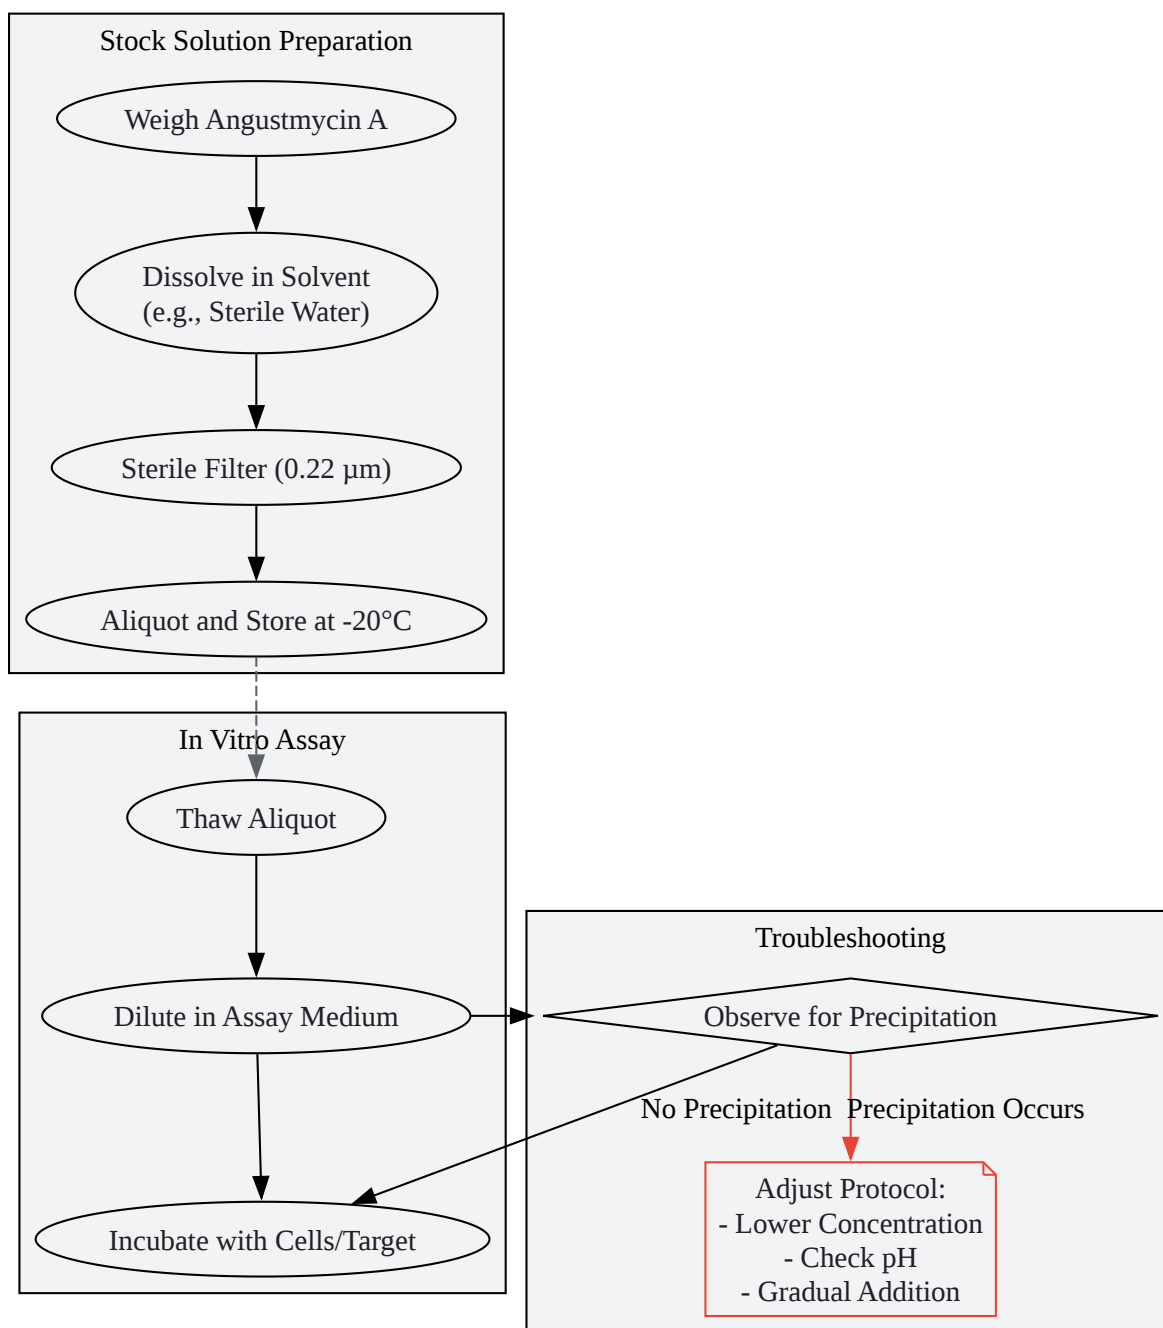 Stock Solution Preparation
Weigh Angustmycin A
Dissolve in Solvent
(e.g., Sterile Water)
Sterile Filter (0.22 µm)
Aliquot and Store at -20°C
In Vitro Assay
Thaw Aliquot
Dilute in Assay Medium
Incubate with Cells/Target
Troubleshooting
Observe for Precipitation
No Precipitation
Precipitation Occurs
Adjust Protocol:
- Lower Concentration
- Check pH
- Gradual Addition